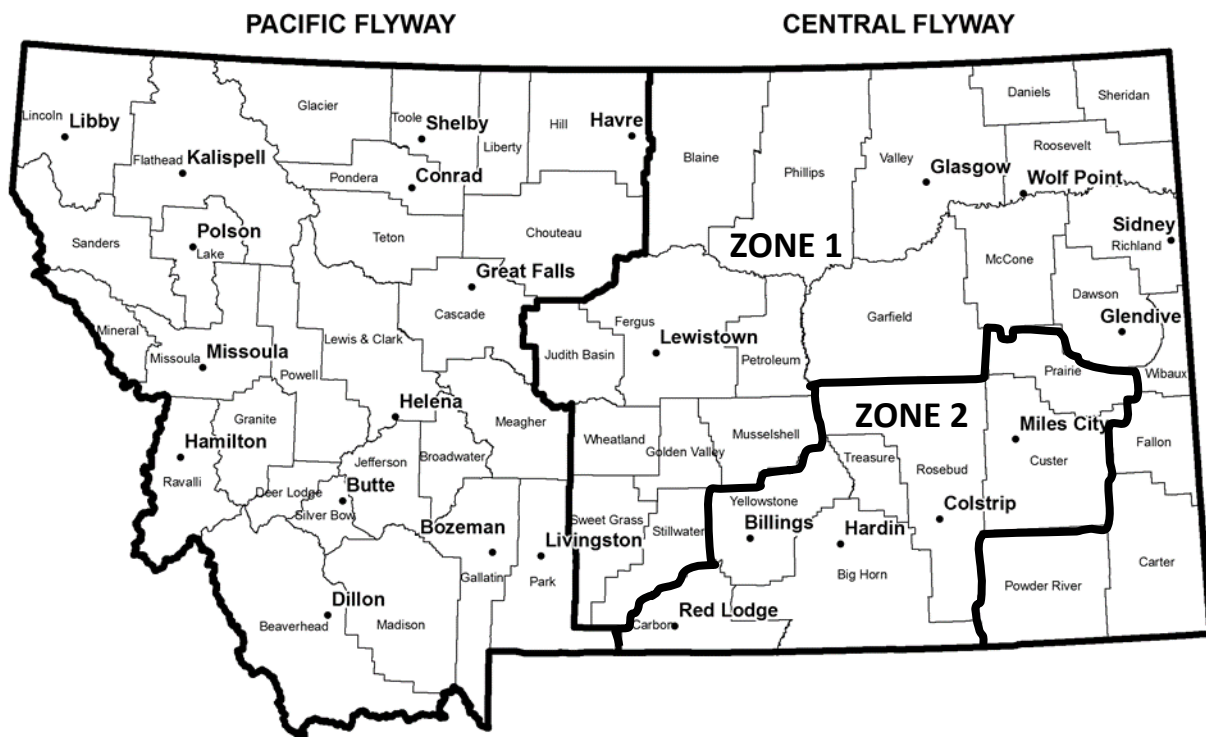 PACIFIC FLYWAY
CENTRAL FLYWAY
Lincoln
Libby
Flathead
Kalispell
Glacier
Toole
Shelby
Liberty
Hill
Havre
Pondera
Conrad
Blaine
Phillips
Valley
Glasgow
Daniels
Sheridan
Roosevelt
Wolf Point
Sanders
Polson
Lake
Teton
Chouteau
ZONE 1
McCone
Sidney
Richland
Great Falls
Cascade
Mineral
Missoula
Missoula
Powell
Lewis & Clark
Judith Basin
Fergus
Lewistown
Petroleum
Garfield
Dawson
Glendive
Prairie
Wibaux
Granite
Helena
Meagher
Hamilton
Ravalli
Deer Lodge
Jefferson
Broadwater
Butte
Silver Bow
Wheatland
Golden Valley
Musselshell
ZONE 2
Treasure
Rosebud
Miles City
Custer
Fallon
Bozeman
Gallatin
Livingston
Park
Sweet Grass
Stillwater
Yellowstone
Billings
Hardin
Big Horn
Colstrip
Powder River
Carter
Dillon
Beaverhead
Madison
Red Lodge
Carbon